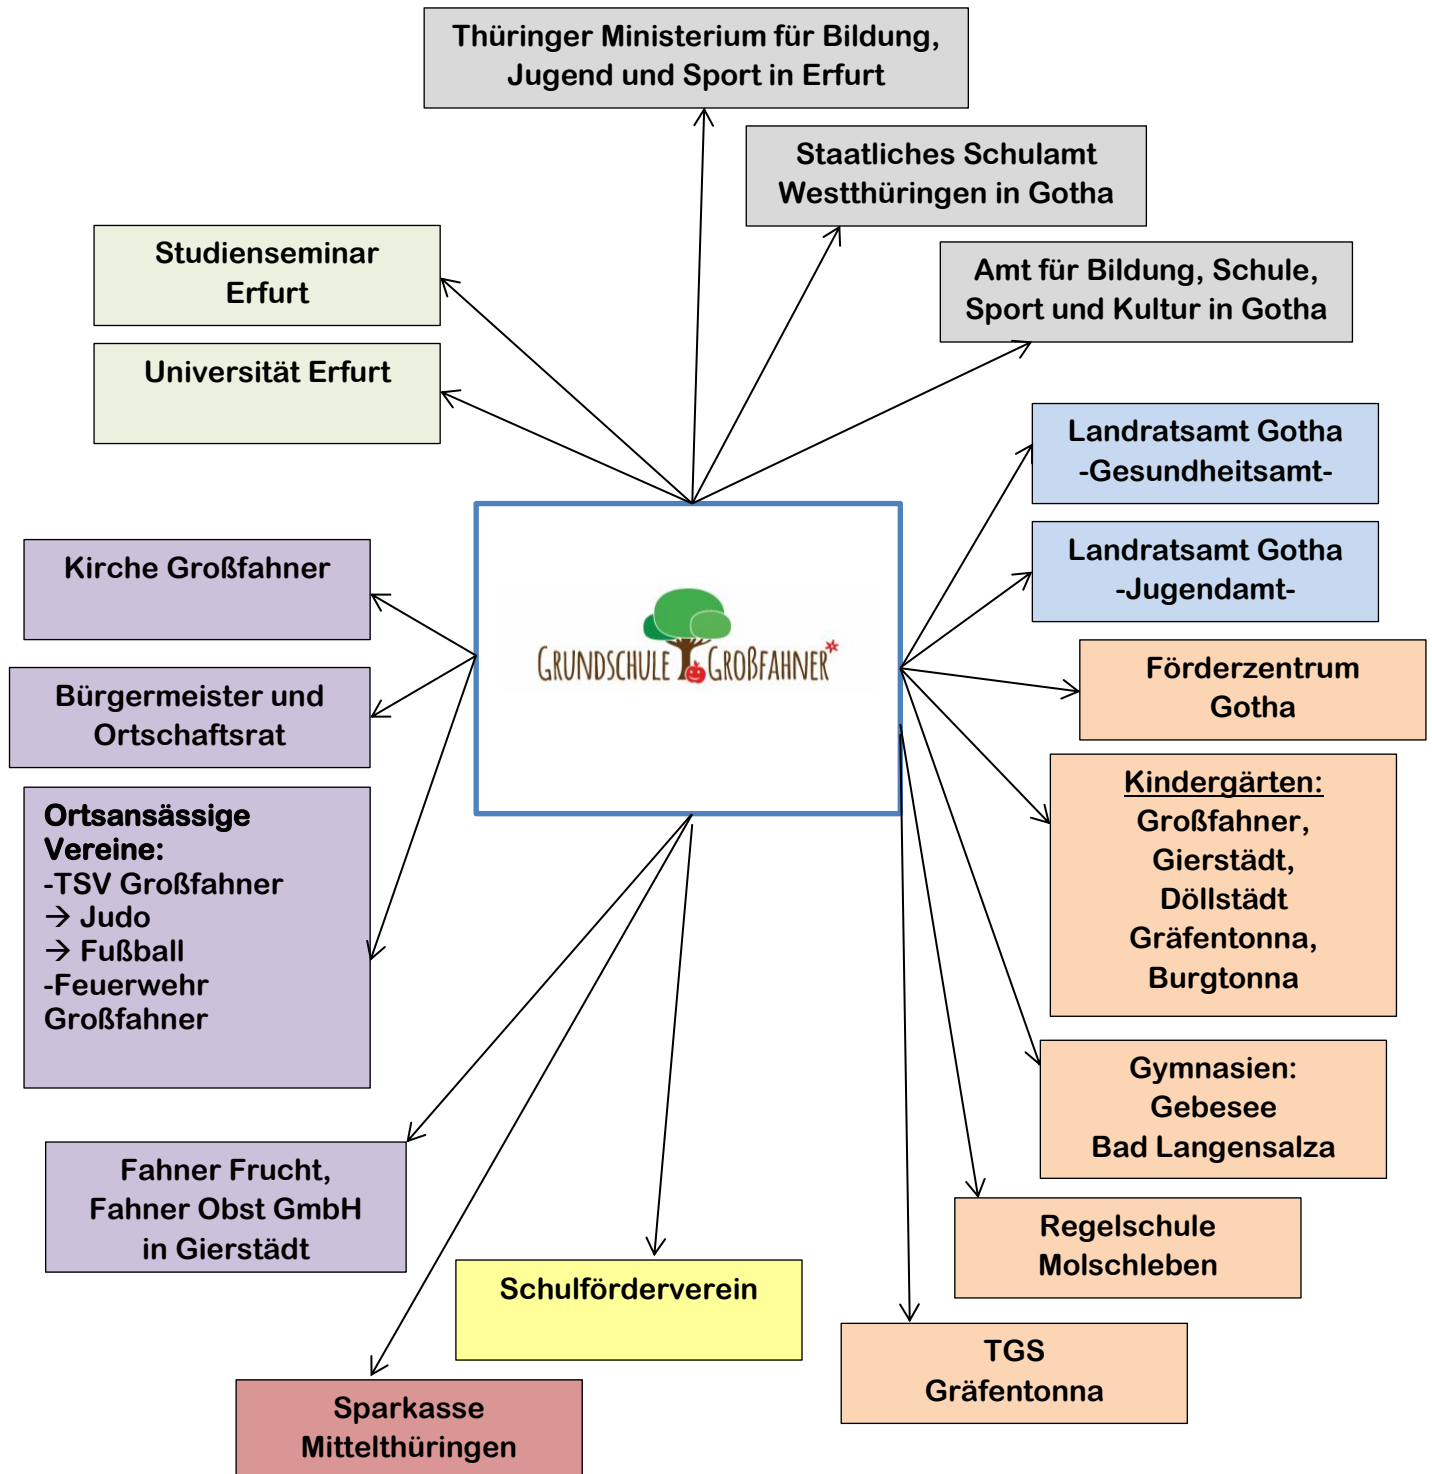 Thüringer Ministerium für Bildung,
Jugend und Sport in Erfurt
Staatliches Schulamt
Westthüringen in Gotha
Studienseminar
Erfurt
Amt für Bildung, Schule,
Sport und Kultur in Gotha
Universität Erfurt
Landratsamt Gotha
-Gesundheitsamt-
Landratsamt Gotha
-Jugendamt-
Kirche Großfahner
GRUNDSCHULE GROßFAHNER
Förderzentrum
Gotha
Bürgermeister und
Ortschaftsrat
Kindergärten:
Großfahner,
Gierstädt,
Döllstädt
Gräfentonna,
Burgtonna
Ortsansässige
Vereine:
-TSV Großfahner
→ Judo
→ Fußball
-Feuerwehr
Großfahner
Gymnasien:
Gebesee
Bad Langensalza
Fahner Frucht,
Fahner Obst GmbH
in Gierstädt
Regelschule
Molschleben
Schulförderverein
TGS
Gräfentonna
Sparkasse
Mittelthüringen